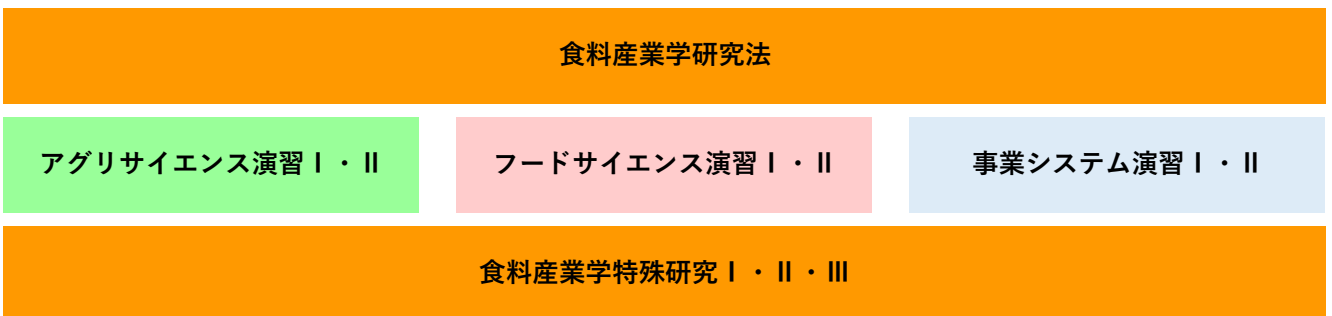 食料産業学研究法
アグリサイエンス演習Ⅰ・Ⅱ
フードサイエンス演習Ⅰ・Ⅱ
事業システム演習Ⅰ・Ⅱ
食料産業学特殊研究Ⅰ・Ⅱ・Ⅲ